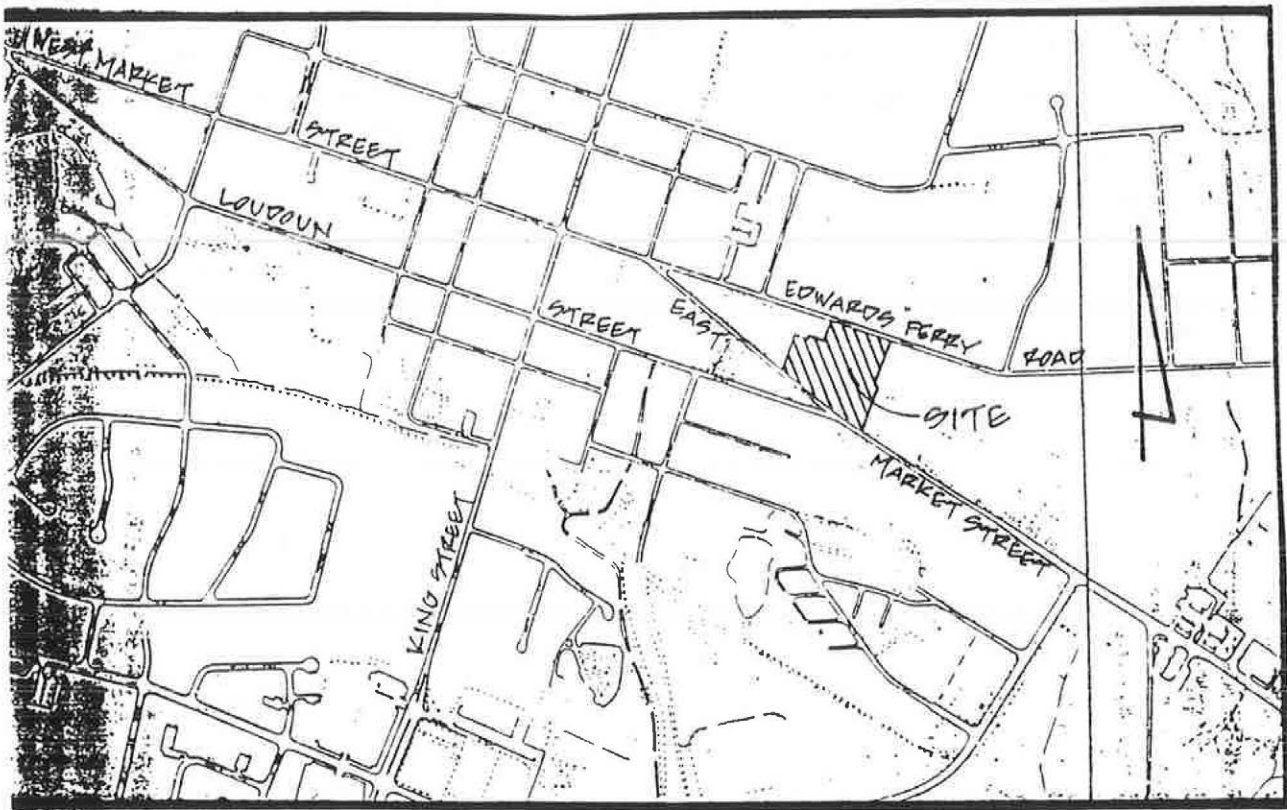 WEST MARKET
STREET
LOUDOUN
STREET
EAST
EDWARDS FERRY
ROAD
SITE
MARKET STREET
KING STREET